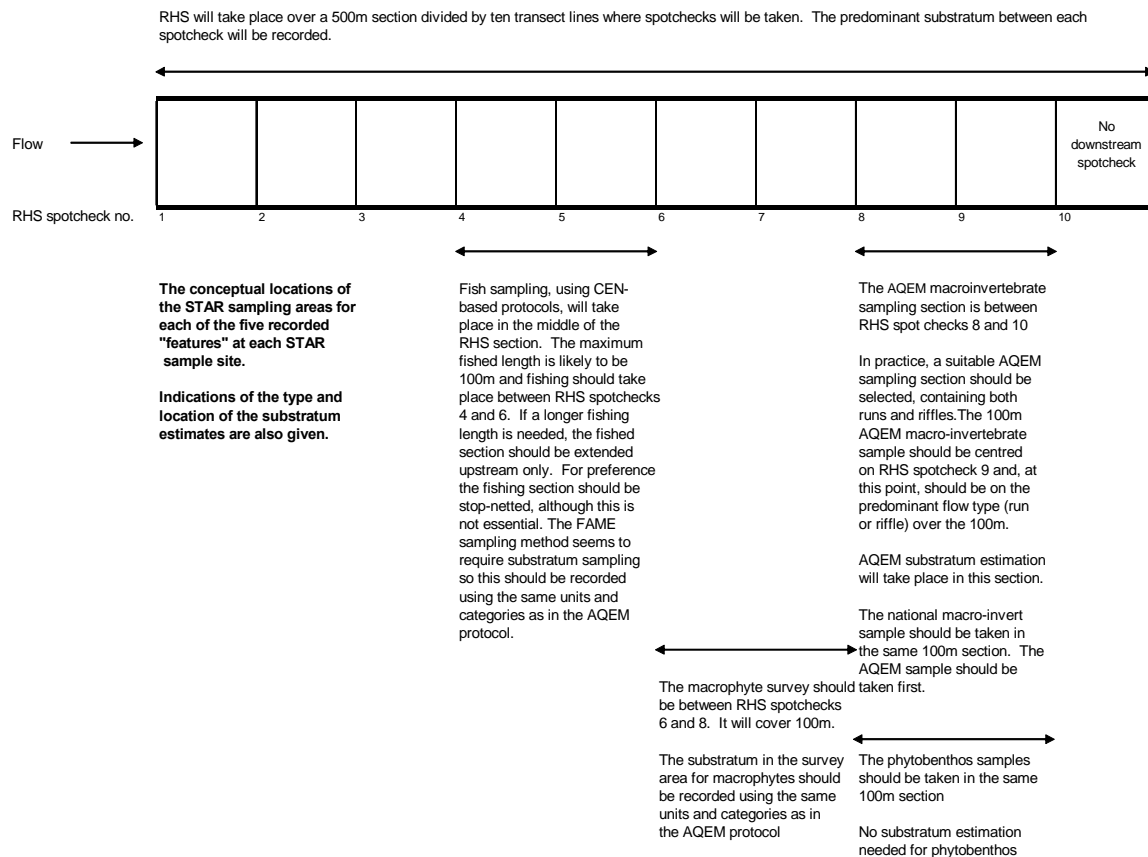 RHS will take place over a 500m section divided by ten transect lines where spotchecks will be taken.  The predominant substratum between each
spotcheck will be recorded.
Flow
No
downstream
spotcheck
RHS spotcheck no.
1
2
3
4
5
6
7
8
9
10
The conceptual locations of
the STAR sampling areas for
each of the five recorded
"features" at each STAR
sample site.
Indications of the type and
location of the substratum
estimates are also given.
Fish sampling, using CEN-
based protocols, will take
place in the middle of the
RHS section.  The maximum
fished length is likely to be
100m and fishing should take
place between RHS spotchecks
4 and 6.  If a longer fishing
length is needed, the fished
section should be extended
upstream only.  For preference
the fishing section should be
stop-netted, although this is
not essential. The FAME
sampling method seems to
require substratum sampling
so this should be recorded
using the same units and
categories as in the AQEM
protocol.
The macrophyte survey should
be between RHS spotchecks
6 and 8.  It will cover 100m.
The substratum in the survey
area for macrophytes should
be recorded using the same
units and categories as in
the AQEM protocol
The AQEM macroinvertebrate
sampling section is between
RHS spot checks 8 and 10
In practice, a suitable AQEM
sampling section should be
selected, containing both
runs and riffles.The 100m
AQEM macro-invertebrate
sample should be centred
on RHS spotcheck 9 and, at
this point, should be on the
predominant flow type (run
or riffle) over the 100m.
AQEM substratum estimation
will take place in this section.
The national macro-invert
sample should be taken in
the same 100m section.  The
AQEM sample should be
taken first.
The phytobenthos samples
should be taken in the same
100m section
No substratum estimation
needed for phytobenthos